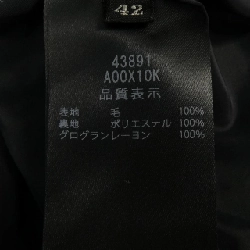 42
43891
A00X10K
品質表示
表地 毛 100%
裏地 ポリエステル 100%
グログランレーヨン 100%